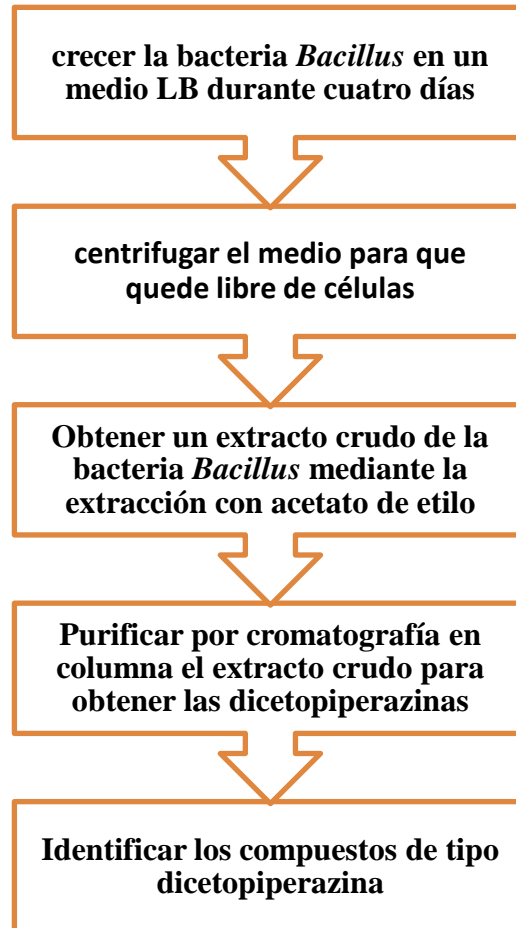 crecer la bacteria Bacillus en un
medio LB durante cuatro días
centrifugar el medio para que
quede libre de células
Obtener un extracto crudo de la
bacteria Bacillus mediante la
extracción con acetato de etilo
Purificar por cromatografía en
columna el extracto crudo para
obtener las dicetopiperazinas
Identificar los compuestos de tipo
dicetopiperazina